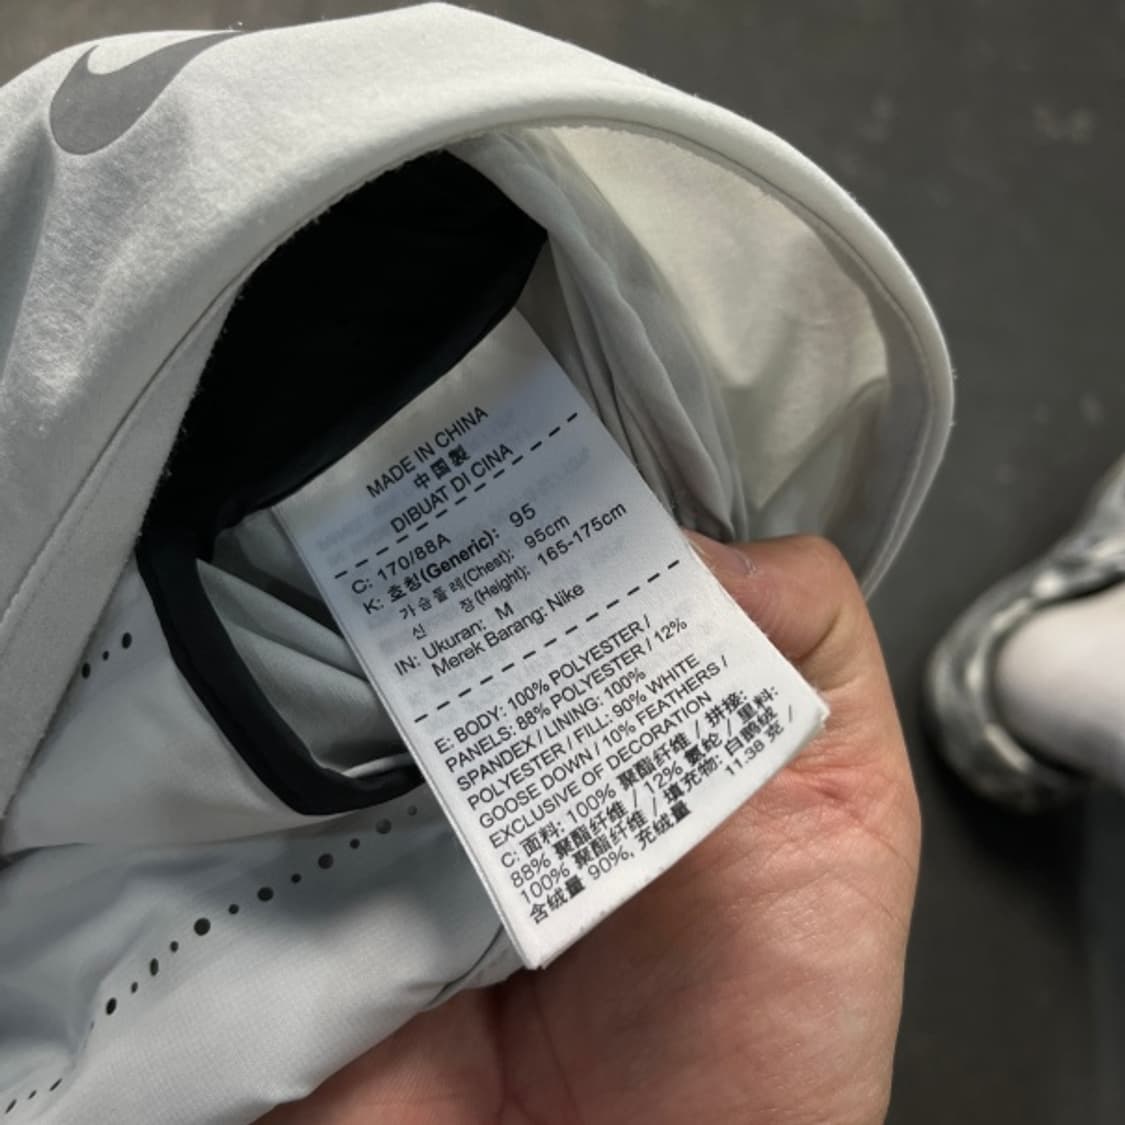 MADE IN CHINA
中国製
DIBUAT DI CINA
C: 170/88A
K: 호칭(Generic): 95
가슴둘레(Chest): 95cm
신 장(Height): 165-175cm
IN: Ukuran: M
Merek Barang: Nike
E: BODY: 100% POLYESTER /
PANELS: 88% POLYESTER / 12%
SPANDEX / LINING: 100%
POLYESTER / FILL: 90% WHITE
GOOSE DOWN / 10% FEATHERS /
EXCLUSIVE OF DECORATION
C: 面料: 100% 聚酯纤维 / 拼接:
88% 聚酯纤维 / 12% 氨纶 / 里料:
100% 聚酯纤维 / 填充物: 白鹅绒 /
含绒量 90%, 充绒量 11.38 克 /